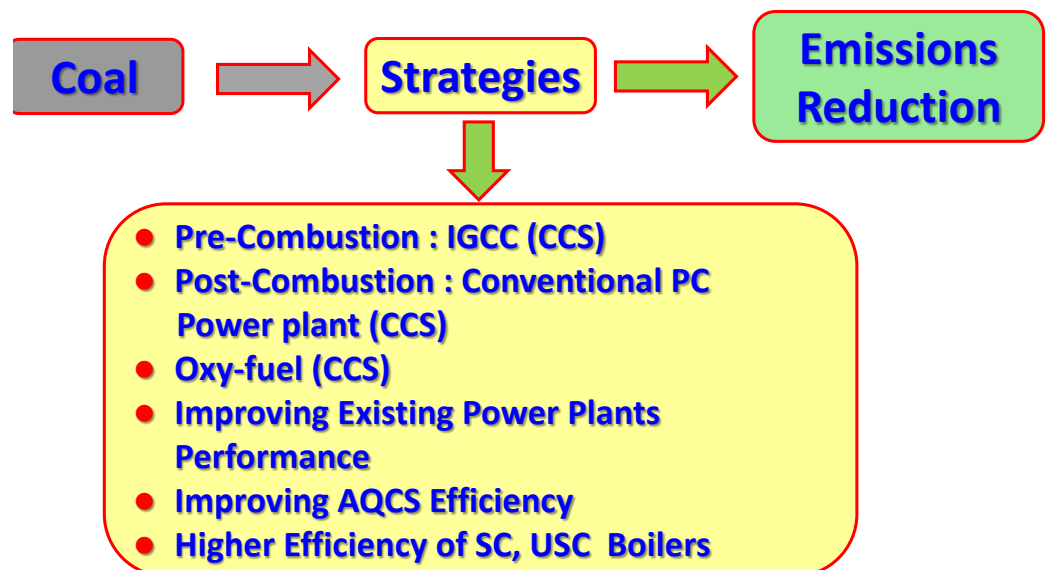 Coal
Strategies
Emissions
Reduction
● Pre-Combustion : IGCC (CCS)
● Post-Combustion : Conventional PC
Power plant (CCS)
● Oxy-fuel (CCS)
● Improving Existing Power Plants
Performance
● Improving AQCS Efficiency
● Higher Efficiency of SC, USC Boilers